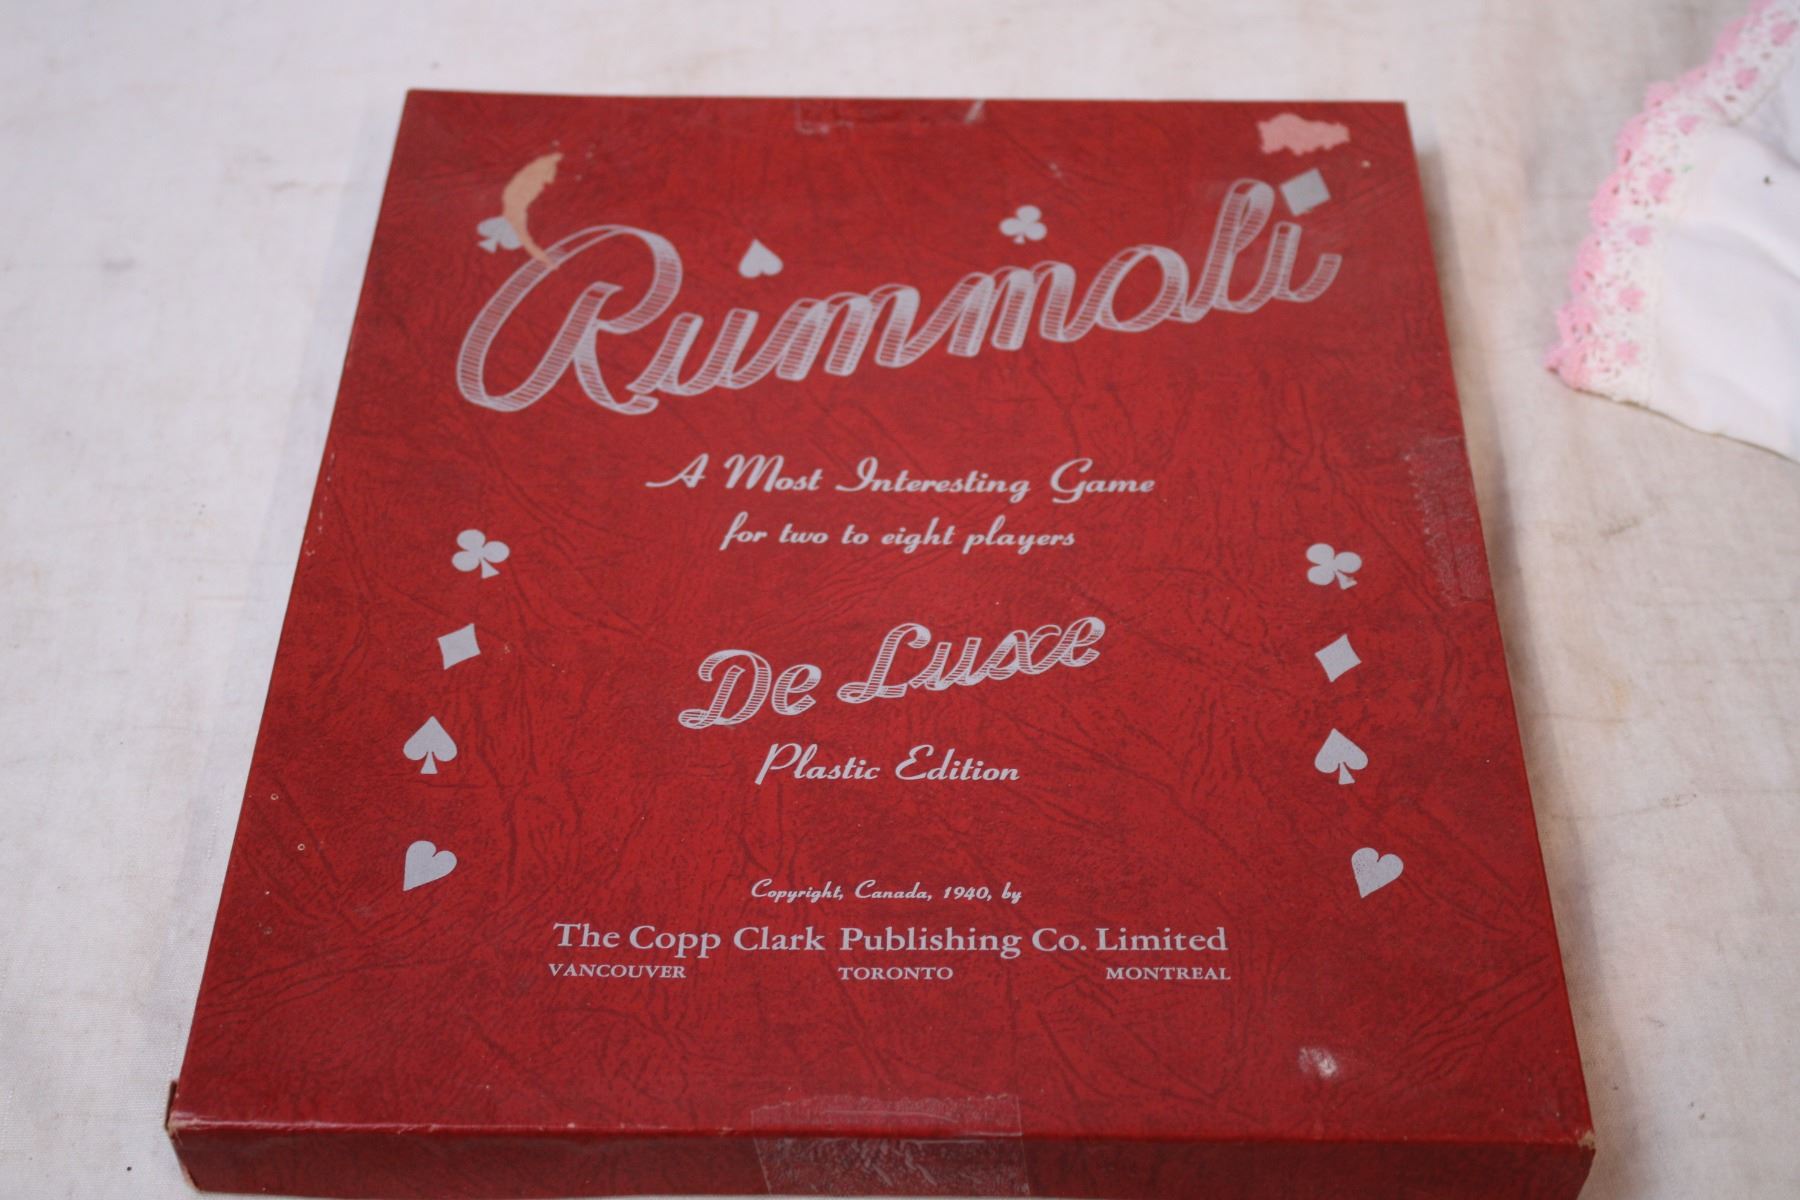 Rummoli
A Most Interesting Game
for two to eight players
De Luxe
Plastic Edition
Copyright, Canada, 1940, by
The Copp Clark Publishing Co. Limited
VANCOUVER TORONTO MONTREAL